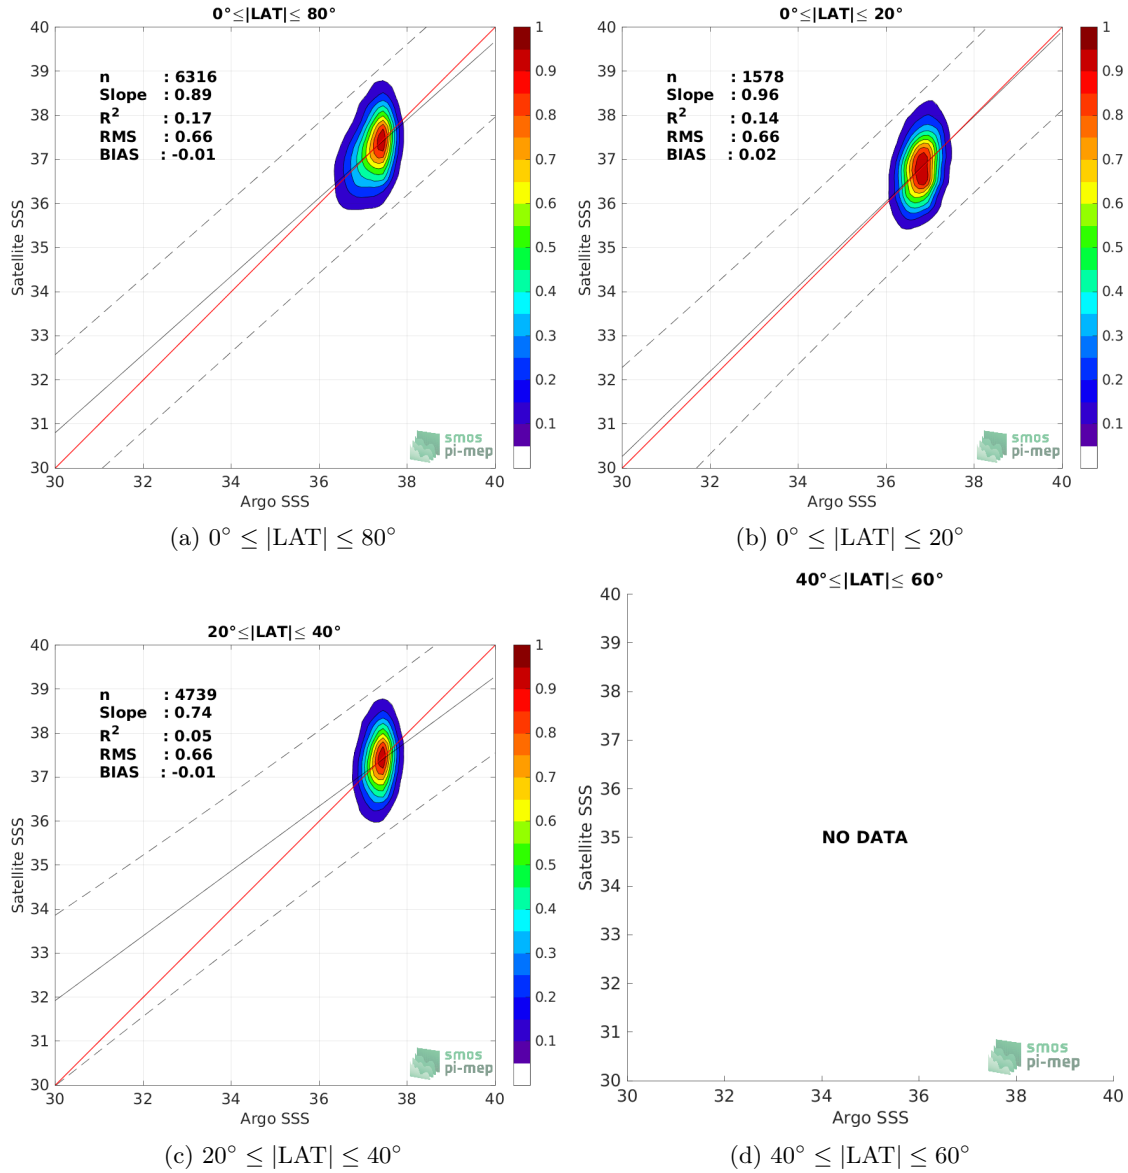 0°≤|LAT|≤ 80°
n : 6316
Slope : 0.89
R² : 0.17
RMS : 0.66
BIAS : -0.01
40
39
38
37
36
35
34
33
32
31
30
30 32 34 36 38 40
Satellite SSS
Argo SSS
smos
pi-mep
1
0.9
0.8
0.7
0.6
0.5
0.4
0.3
0.2
0.1
(a) 0° ≤ |LAT| ≤ 80°
0°≤|LAT|≤ 20°
n : 1578
Slope : 0.96
R² : 0.14
RMS : 0.66
BIAS : 0.02
40
39
38
37
36
35
34
33
32
31
30
30 32 34 36 38 40
Satellite SSS
Argo SSS
smos
pi-mep
1
0.9
0.8
0.7
0.6
0.5
0.4
0.3
0.2
0.1
(b) 0° ≤ |LAT| ≤ 20°
20°≤|LAT|≤ 40°
n : 4739
Slope : 0.74
R² : 0.05
RMS : 0.66
BIAS : -0.01
40
39
38
37
36
35
34
33
32
31
30
30 32 34 36 38 40
Satellite SSS
Argo SSS
smos
pi-mep
1
0.9
0.8
0.7
0.6
0.5
0.4
0.3
0.2
0.1
(c) 20° ≤ |LAT| ≤ 40°
40°≤|LAT|≤ 60°
40
39
38
37
36
35
34
33
32
31
30
30 32 34 36 38 40
Satellite SSS
NO DATA
Argo SSS
smos
pi-mep
(d) 40° ≤ |LAT| ≤ 60°